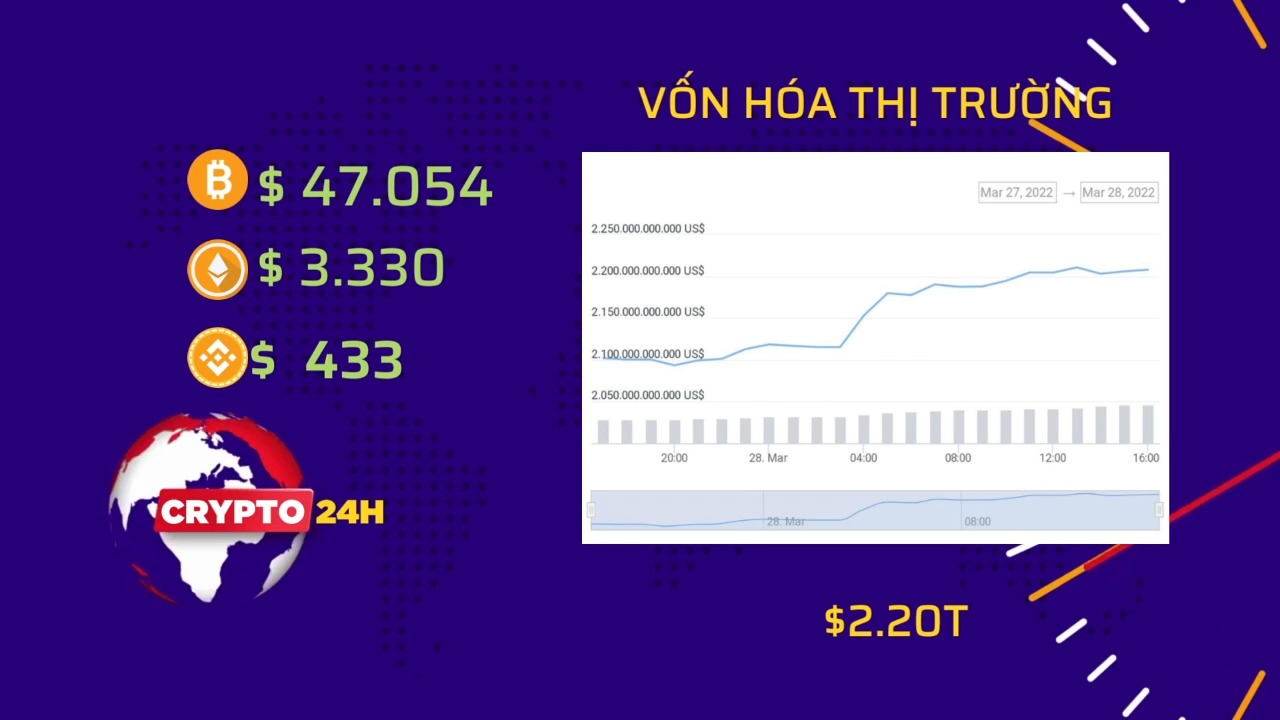 VỐN HÓA THỊ TRƯỜNG
$ 47.054
$ 3.330
$ 433
CRYPTO 24H
Mar 27, 2022 → Mar 28, 2022
2.250.000.000.000 US$
2.200.000.000.000 US$
2.150.000.000.000 US$
2.100.000.000.000 US$
2.050.000.000.000 US$
20:00 28. Mar 04:00 08:00 12:00 16:00
28. Mar 08:00
$2.20T